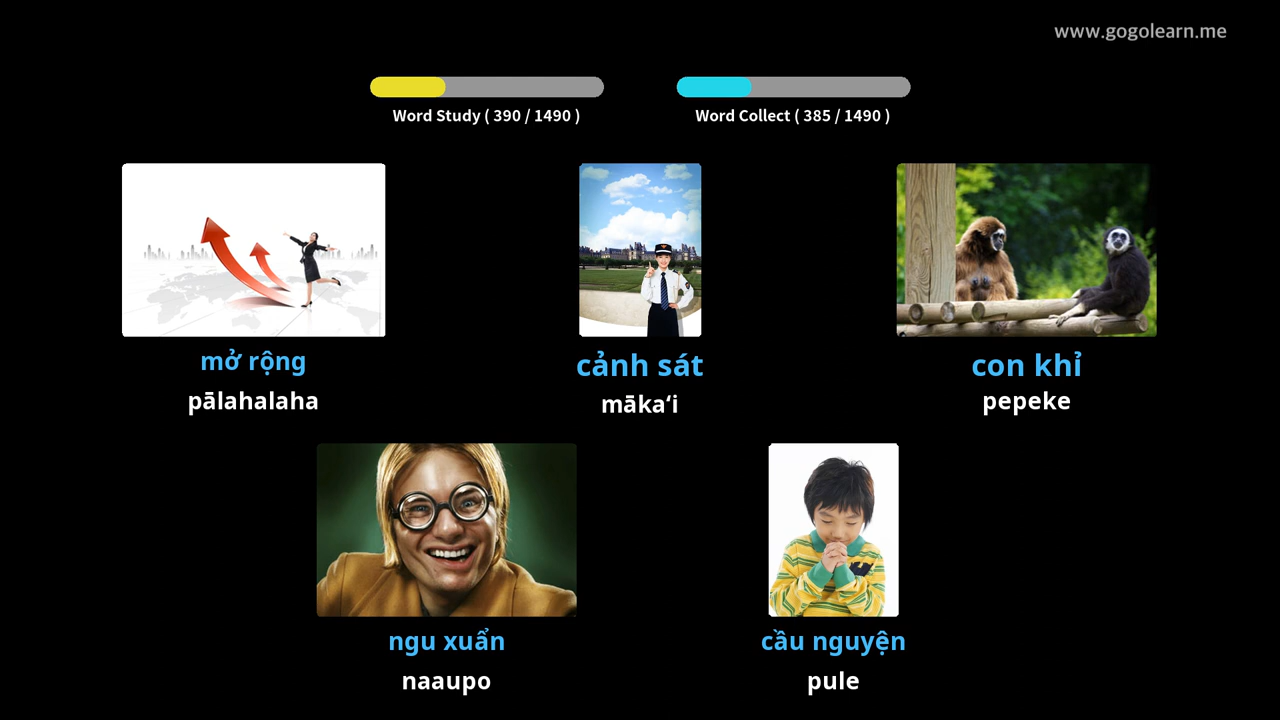 www.gogolearn.me
Word Study ( 390 / 1490 )
Word Collect ( 385 / 1490 )
mở rộng
pālahalaha
cảnh sát
mākaʻi
con khỉ
pepeke
ngu xuẩn
naaupo
cầu nguyện
pule